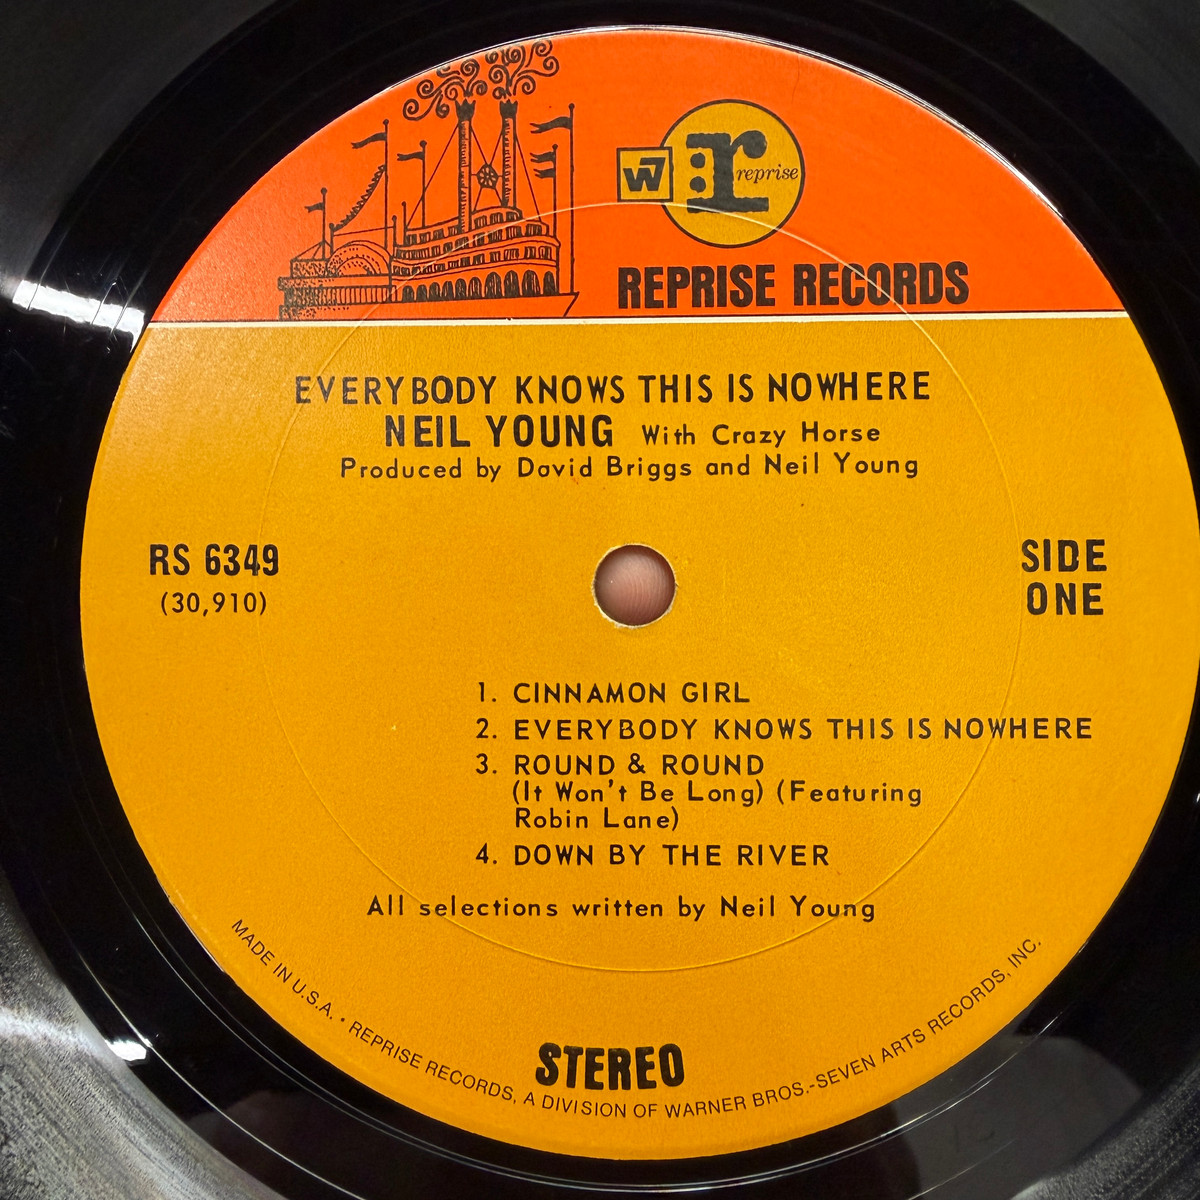 W7
r
reprise
REPRISE RECORDS
EVERYBODY KNOWS THIS IS NOWHERE
NEIL YOUNG With Crazy Horse
Produced by David Briggs and Neil Young
RS 6349
(30,910)
SIDE
ONE
1. CINNAMON GIRL
2. EVERYBODY KNOWS THIS IS NOWHERE
3. ROUND & ROUND
(It Won't Be Long) (Featuring
Robin Lane)
4. DOWN BY THE RIVER
All selections written by Neil Young
STEREO
MADE IN U.S.A. • REPRISE RECORDS, A DIVISION OF WARNER BROS.-SEVEN ARTS RECORDS, INC.